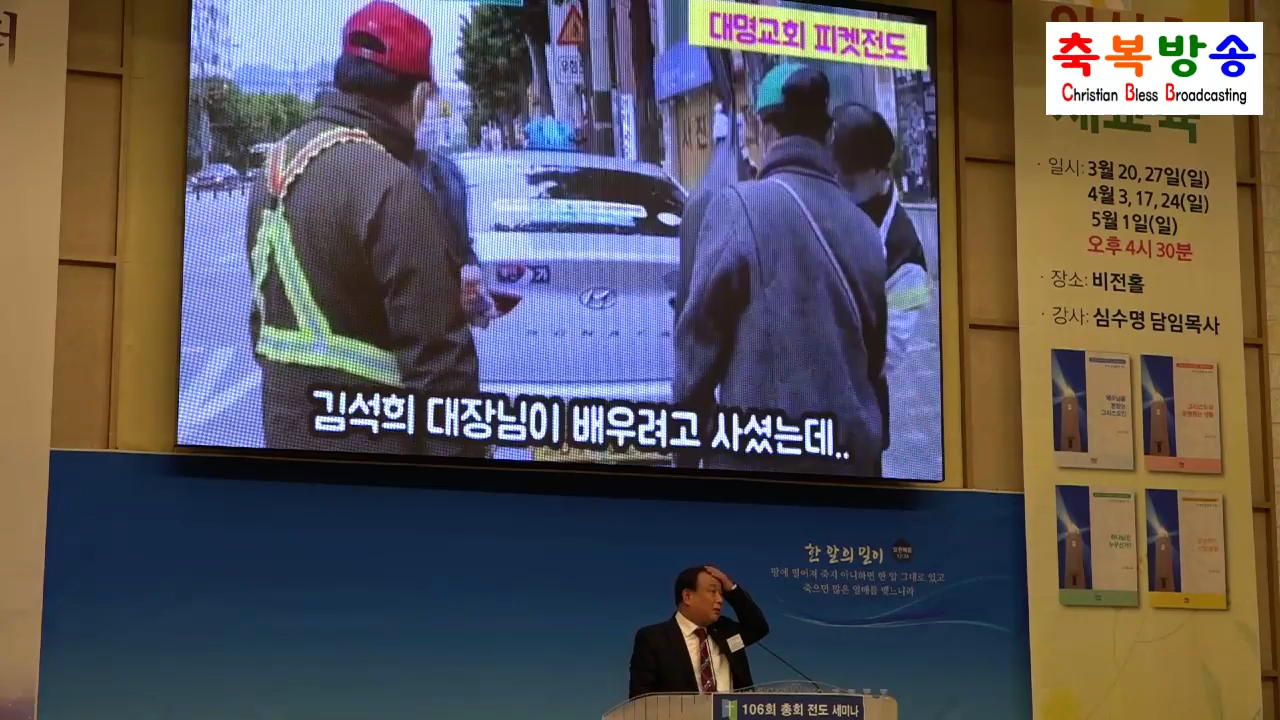 대명교회 피켓전도
김석희 대장님이 배우려고 사셨는데..
축복방송
Christian Bless Broadcasting
· 일시: 3월 20, 27일(일)
4월 3, 17, 24(일)
5월 1일(일)
오후 4시 30분
· 장소: 비전홀
· 강사: 심수명 담임목사
한 알의 밀이
땅에 떨어져 죽지 아니하면 한 알 그대로 있고
죽으면 많은 열매를 맺느니라
106회 총회 전도 세미나